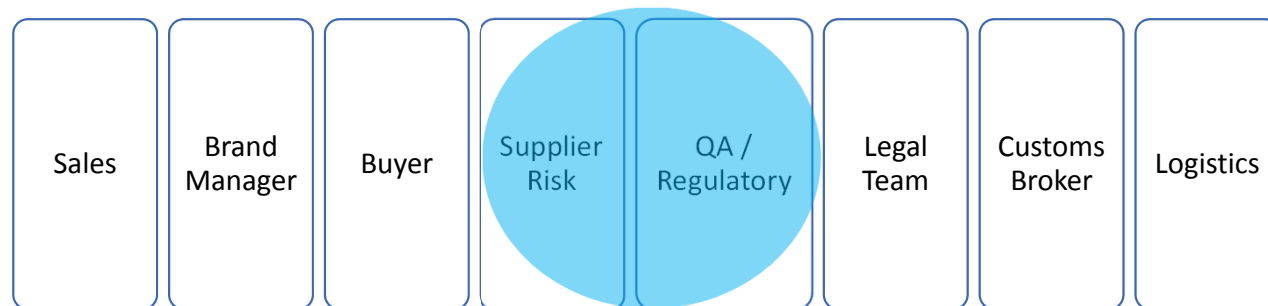 Sales
Brand
Manager
Buyer
Supplier
Risk
QA /
Regulatory
Legal
Team
Customs
Broker
Logistics